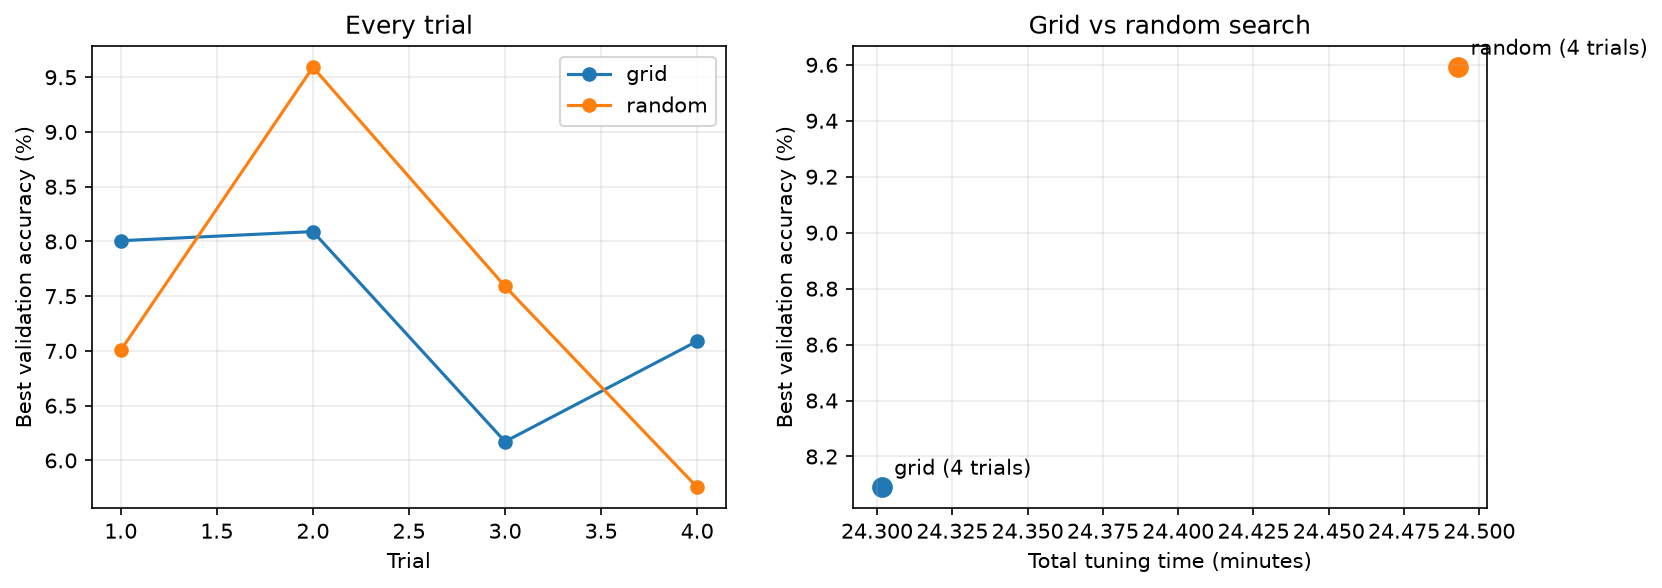 Every trial
Best validation accuracy (%)
9.5
9.0
8.5
8.0
7.5
7.0
6.5
6.0
grid
random
1.0 1.5 2.0 2.5 3.0 3.5 4.0
Trial
Grid vs random search
Best validation accuracy (%)
9.6
9.4
9.2
9.0
8.8
8.6
8.4
8.2
random (4 trials)
grid (4 trials)
24.300 24.325 24.350 24.375 24.400 24.425 24.450 24.475 24.500
Total tuning time (minutes)